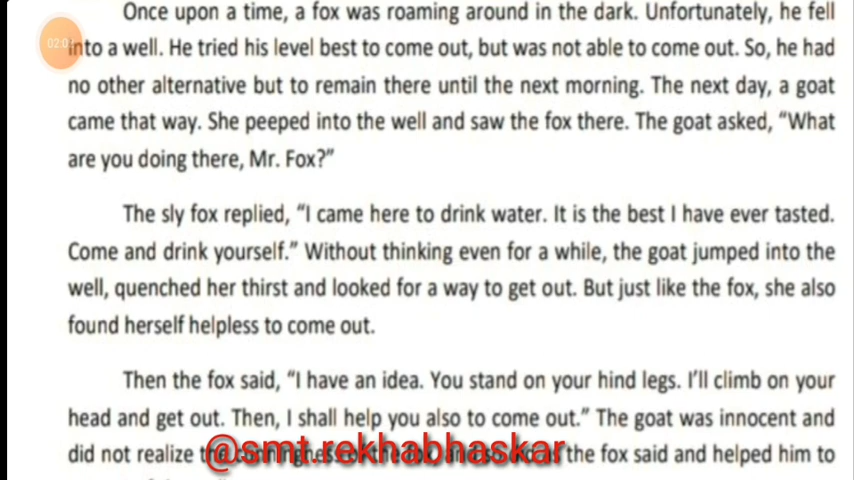 Once upon a time, a fox was roaming around in the dark. Unfortunately, he fell
into a well. He tried his level best to come out, but was not able to come out. So, he had
no other alternative but to remain there until the next morning. The next day, a goat
came that way. She peeped into the well and saw the fox there. The goat asked, “What
are you doing there, Mr. Fox?”
The sly fox replied, “I came here to drink water. It is the best I have ever tasted.
Come and drink yourself.” Without thinking even for a while, the goat jumped into the
well, quenched her thirst and looked for a way to get out. But just like the fox, she also
found herself helpless to come out.
Then the fox said, “I have an idea. You stand on your hind legs. I’ll climb on your
head and get out. Then, I shall help you also to come out.” The goat was innocent and
did not realize the fox said and helped him to
@smt.rekhabhaskar